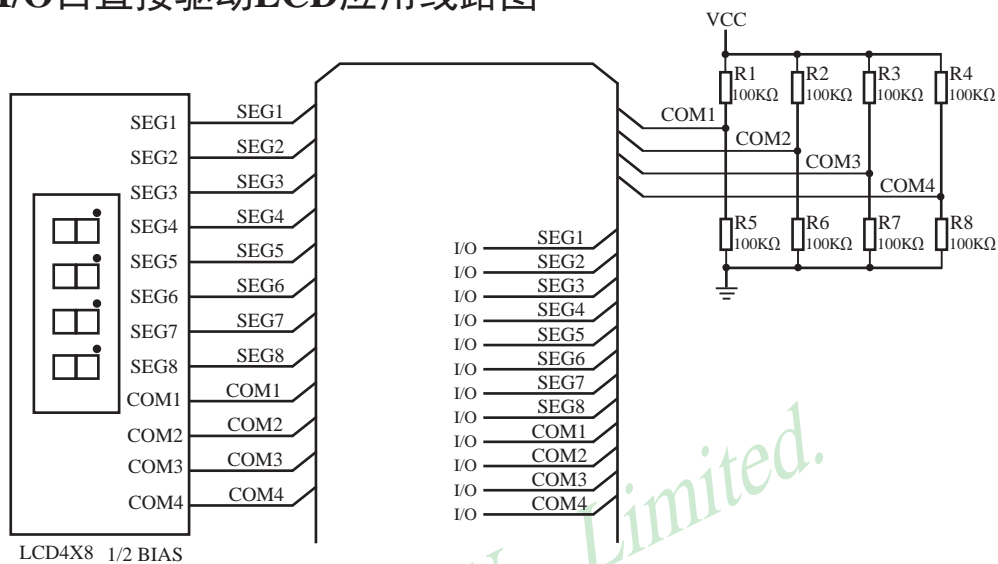 I/O口直接驱动LCD应用线路图
VCC
R1
100KΩ
R2
100KΩ
R3
100KΩ
R4
100KΩ
COM1
COM2
COM3
COM4
R5
100KΩ
R6
100KΩ
R7
100KΩ
R8
100KΩ
SEG1 SEG1
SEG2 SEG2
SEG3 SEG3
SEG4 SEG4
SEG5 SEG5
SEG6 SEG6
SEG7 SEG7
SEG8 SEG8
COM1 COM1
COM2 COM2
COM3 COM3
COM4 COM4
I/O SEG1
I/O SEG2
I/O SEG3
I/O SEG4
I/O SEG5
I/O SEG6
I/O SEG7
I/O SEG8
I/O COM1
I/O COM2
I/O COM3
I/O COM4
LCD4X8 1/2 BIAS
Limited.